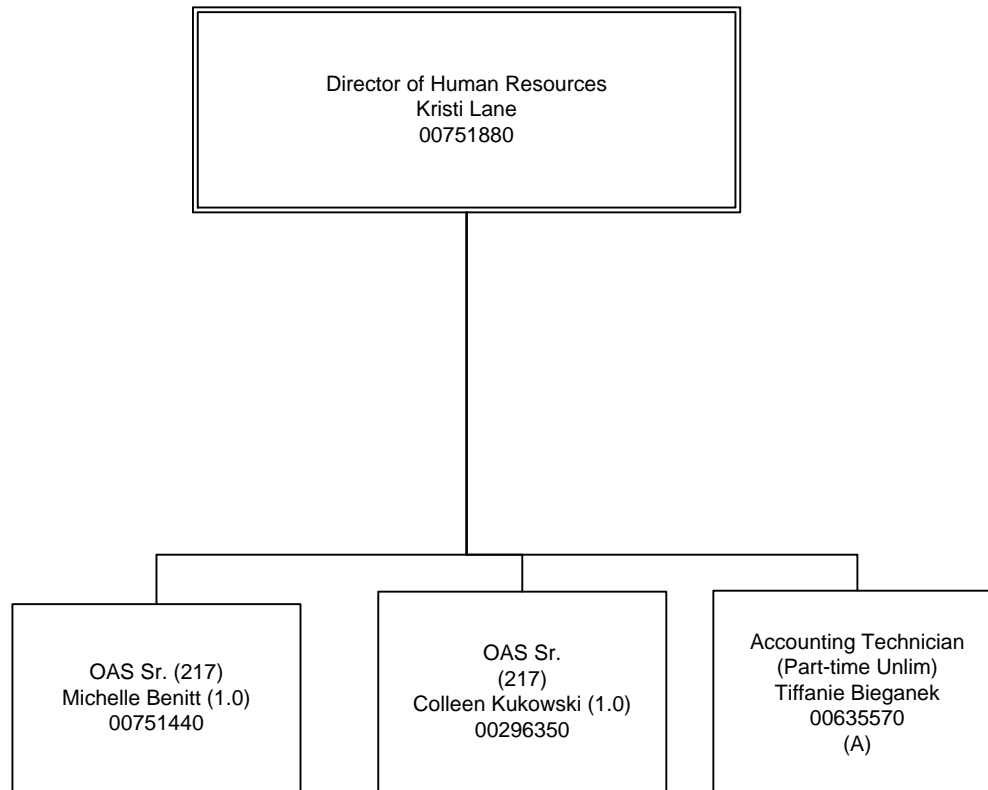 Director of Human Resources
Kristi Lane
00751880
OAS Sr. (217)
Michelle Benitt (1.0)
00751440
OAS Sr.
(217)
Colleen Kukowski (1.0)
00296350
Accounting Technician
(Part-time Unlim)
Tiffanie Bieganek
00635570
(A)